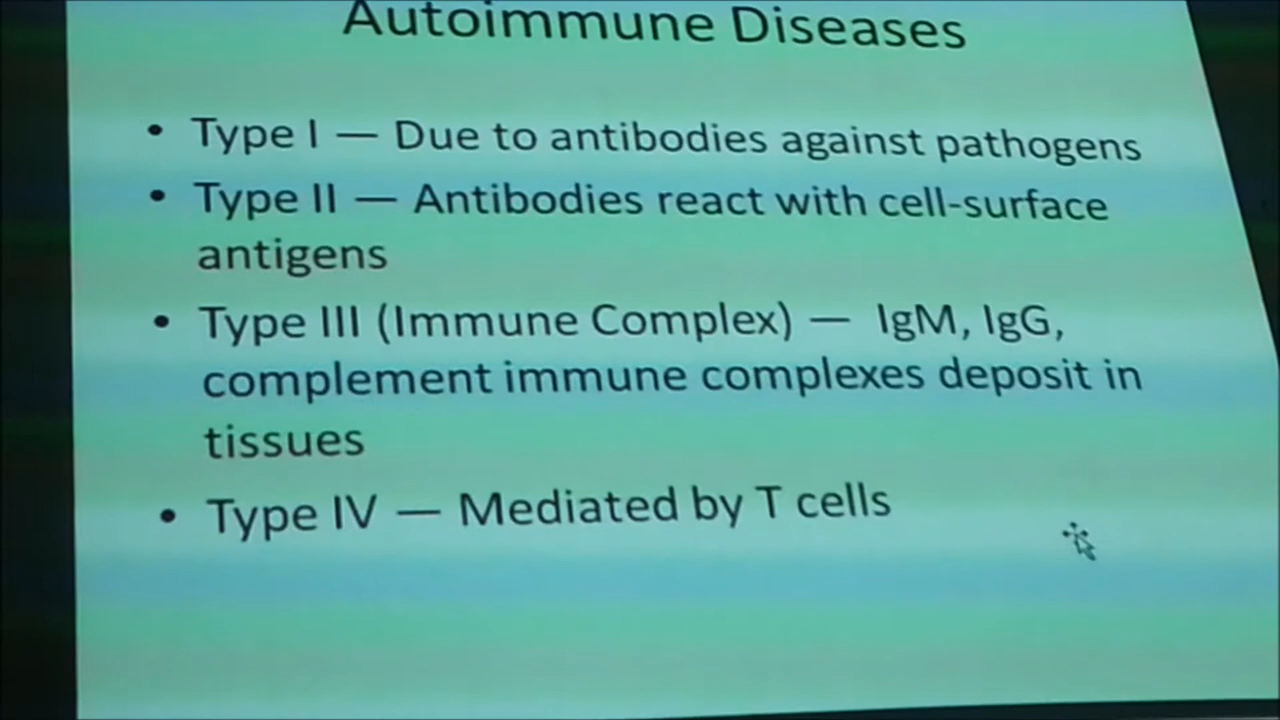 Autoimmune Diseases
• Type I — Due to antibodies against pathogens
• Type II — Antibodies react with cell-surface
antigens
• Type III (Immune Complex) — IgM, IgG,
complement immune complexes deposit in
tissues
• Type IV — Mediated by T cells